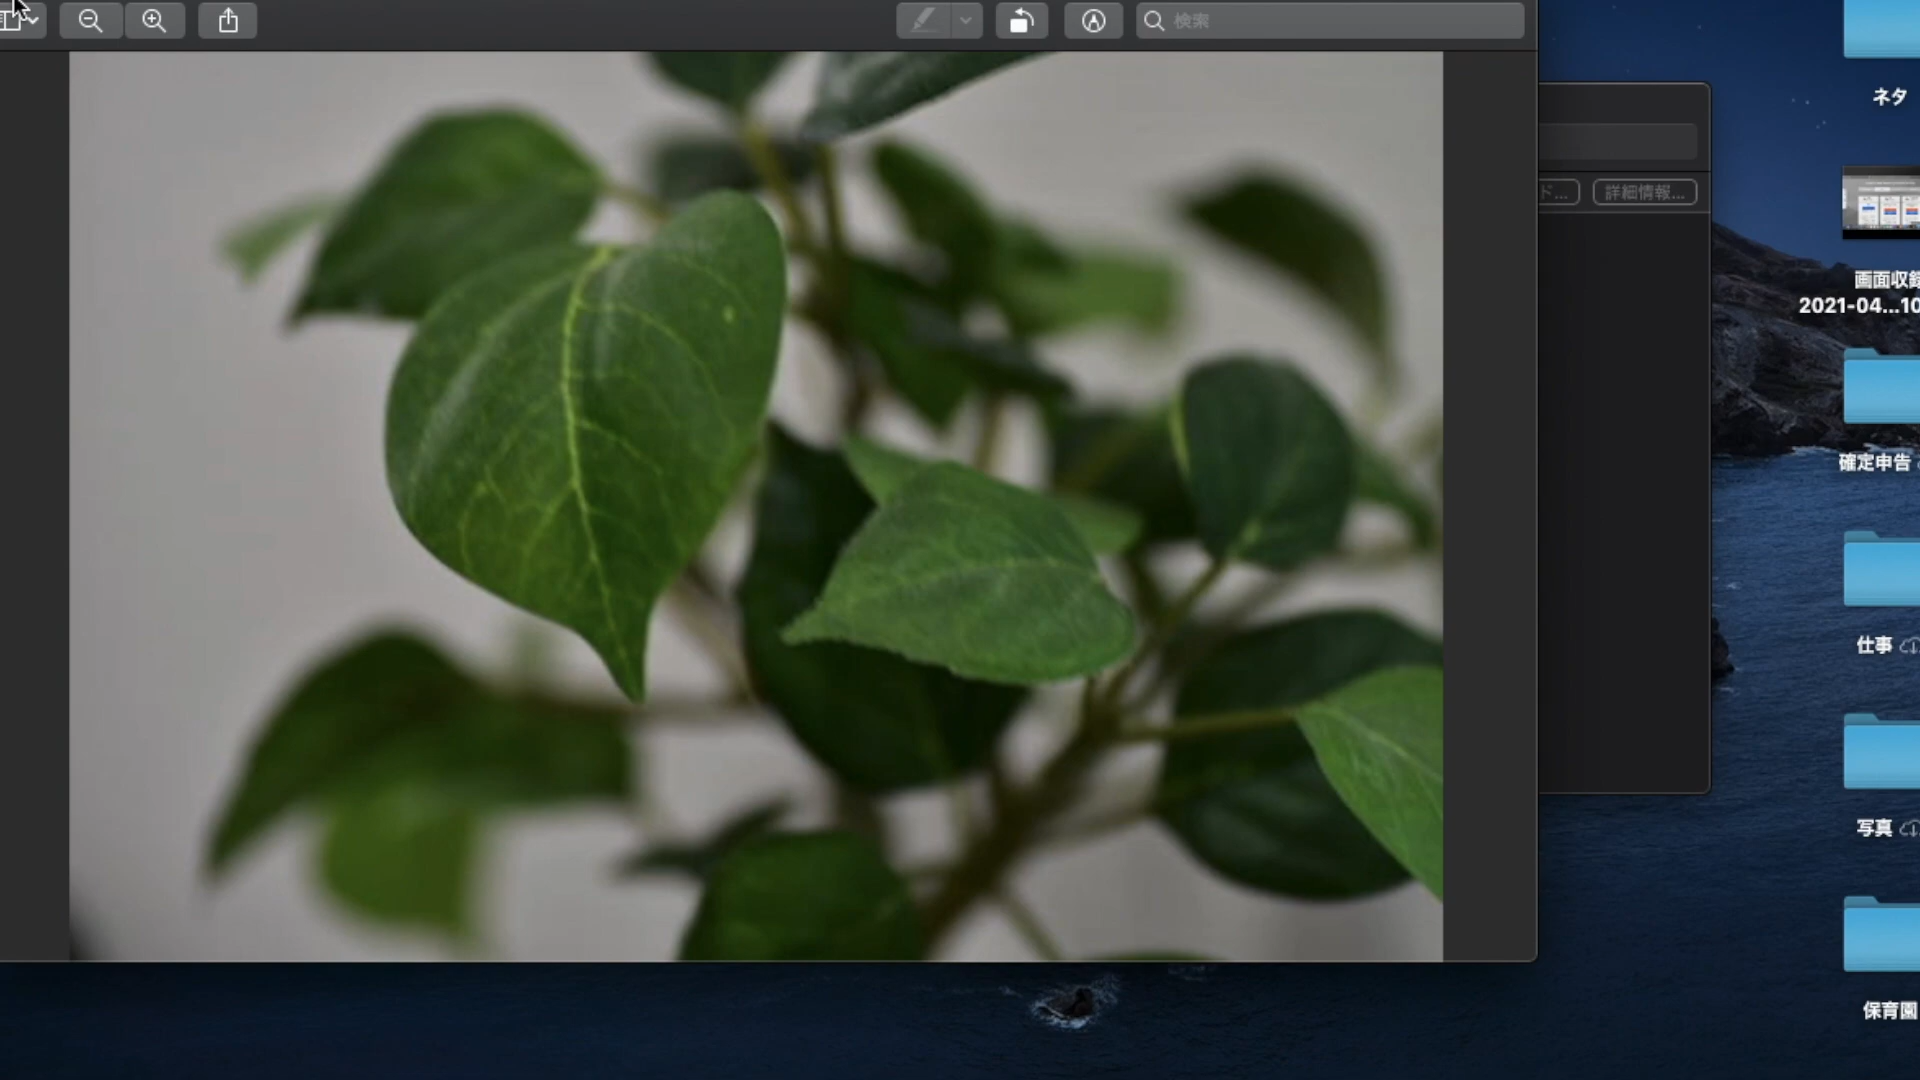 検索
ネタ
ド...
詳細情報...
画面収録
2021-04...10
確定申告
仕事
写真
保育園